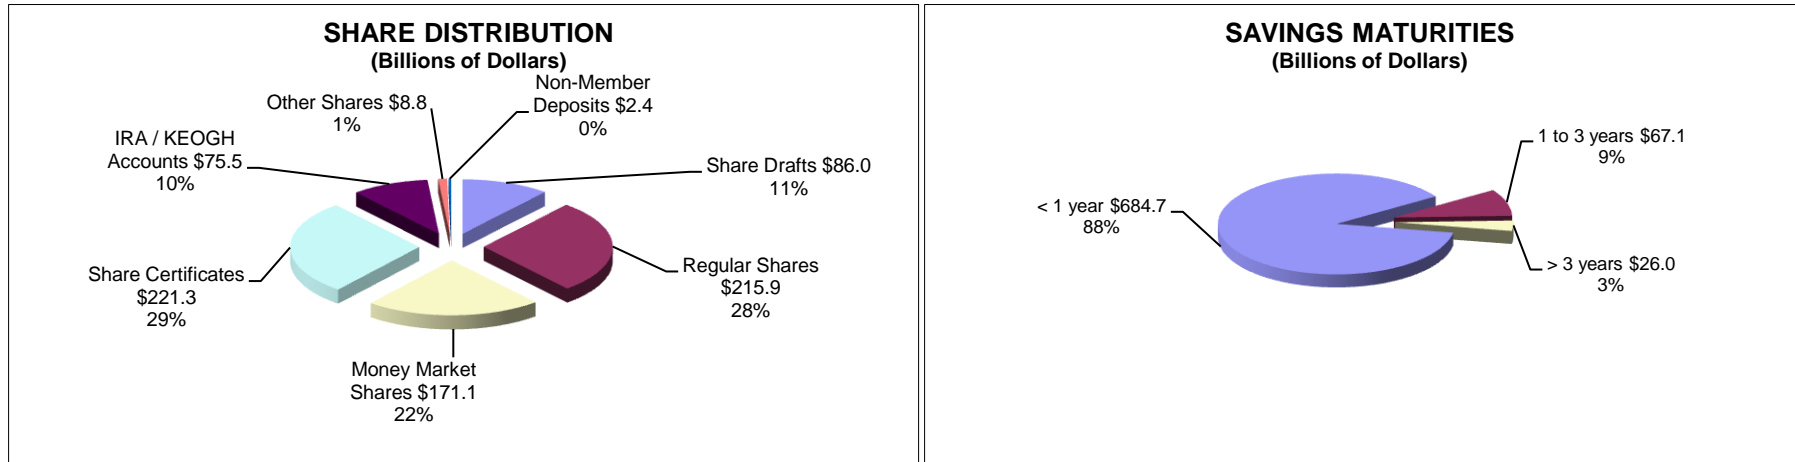 SHARE DISTRIBUTION
(Billions of Dollars)
Non-Member
Deposits $2.4
0%
Other Shares $8.8
1%
IRA / KEOGH
Accounts $75.5
10%
Share Drafts $86.0
11%
Share Certificates
$221.3
29%
Regular Shares
$215.9
28%
Money Market
Shares $171.1
22%
SAVINGS MATURITIES
(Billions of Dollars)
1 to 3 years $67.1
9%
< 1 year $684.7
88%
> 3 years $26.0
3%